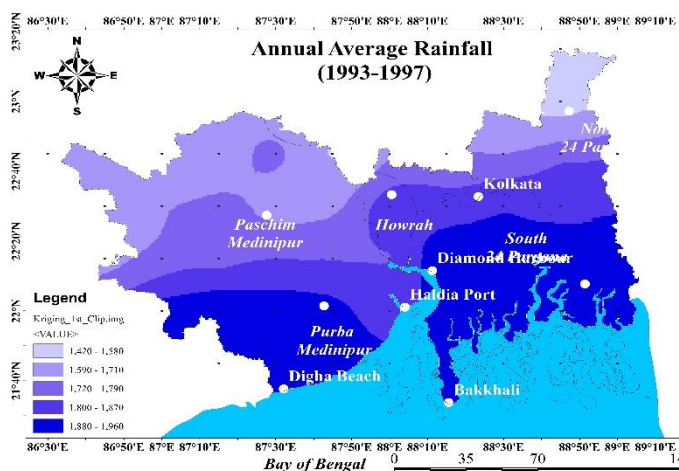 86°30'E 86°50'E 87°10'E 87°30'E 87°50'E 88°0'E 88°10'E 88°30'E 88°50'E 89°10'E
Annual Average Rainfall
(1993-1997)
N
W E
S
23°20'N
23°N
22°40'N
22°20'N
22°N
21°40'N
24 Pa
Kolkata
Paschim
Medinipur
Howrah
South
Diamond Harbour
Haldia Port
Purba
Medinipur
Digha Beach
Bakkhali
Legend
Kriging_1st_Clip.img
<VALUE>
1,420 - 1,580
1,590 - 1,710
1,720 - 1,790
1,800 - 1,870
1,880 - 1,960
86°30'E 86°50'E 87°10'E 87°30'E 87°50'E 88°0'E 88°10'E 88°30'E 88°50'E 89°10'E
Bay of Bengal
0 35 70 14